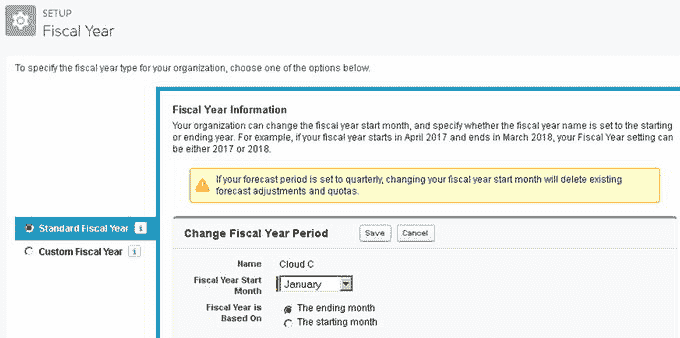 SETUP
Fiscal Year
To specify the fiscal year type for your organization, choose one of the options below.
Fiscal Year Information
Your organization can change the fiscal year start month, and specify whether the fiscal year name is set to the starting
or ending year. For example, if your fiscal year starts in April 2017 and ends in March 2018, your Fiscal Year setting can
be either 2017 or 2018.
If your forecast period is set to quarterly, changing your fiscal year start month will delete existing
forecast adjustments and quotas.
Standard Fiscal Year i
Custom Fiscal Year i
Change Fiscal Year Period Save Cancel
Name Cloud C
Fiscal Year Start
Month January
Fiscal Year is
Based On The ending month
The starting month